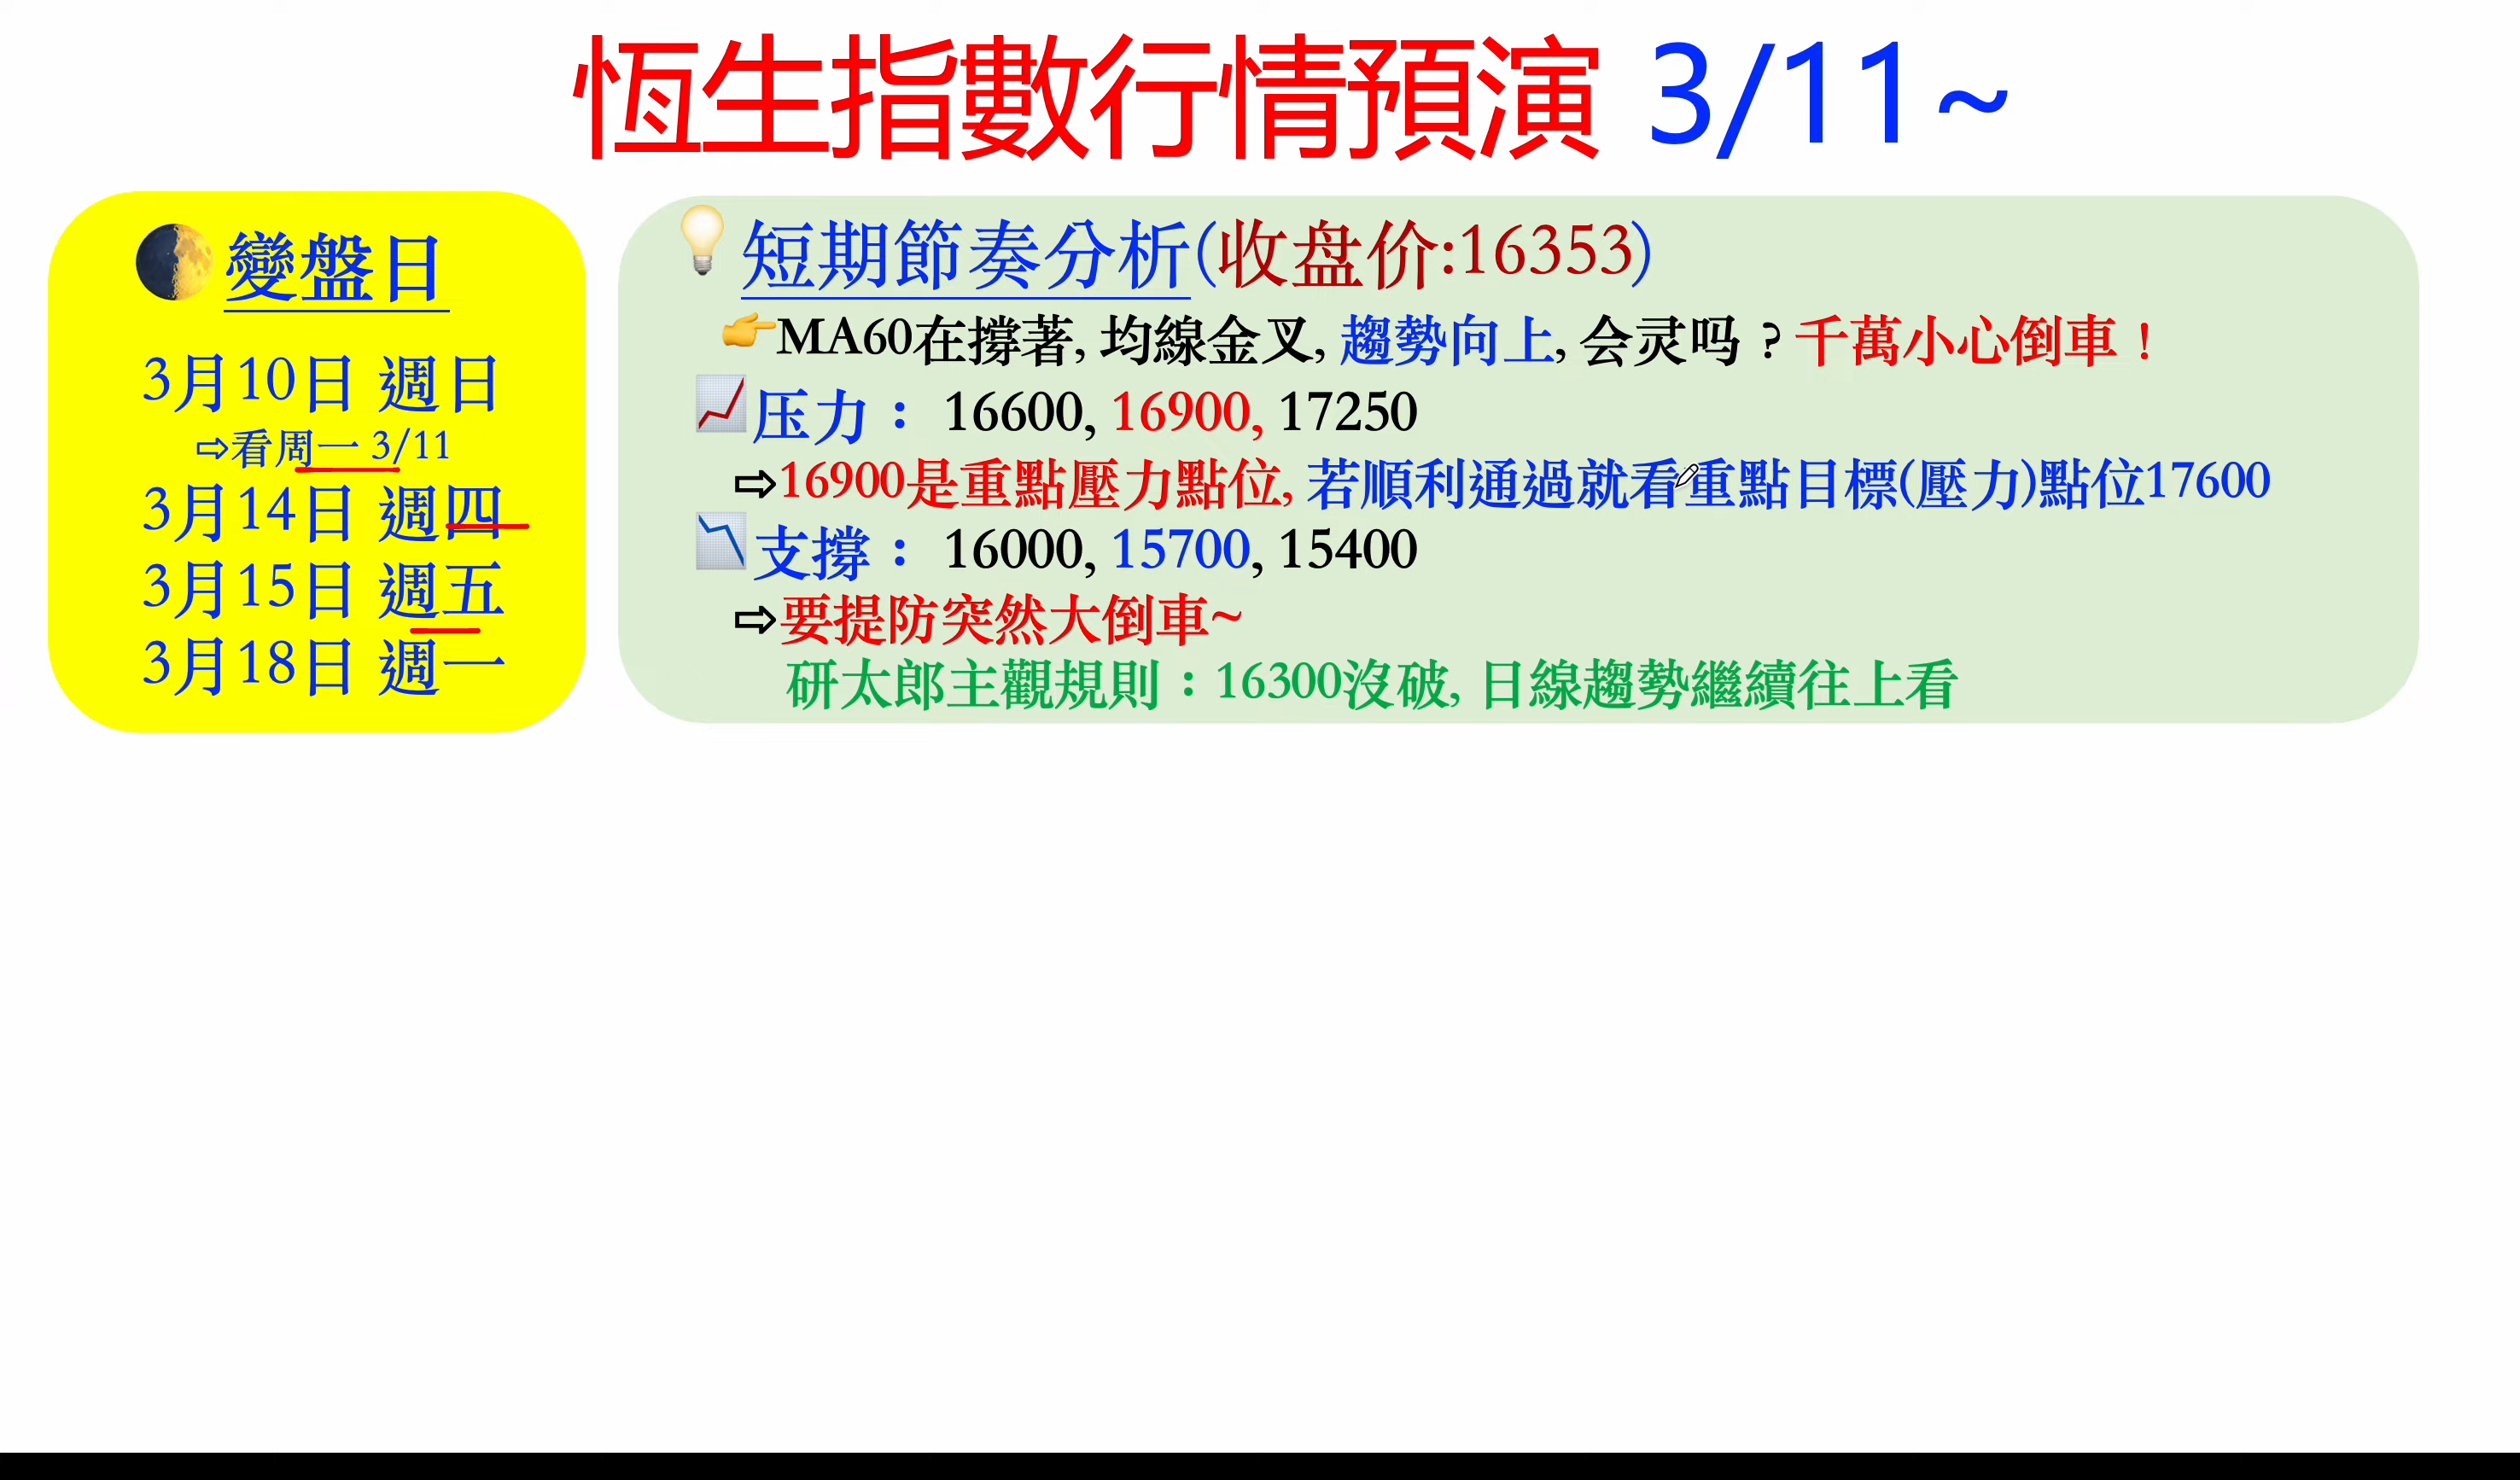 恆生指數行情預演 3/11~
變盤日
3月10日 週日
⇨看周一 3/11
3月14日 週四
3月15日 週五
3月18日 週一
短期節奏分析(收盘价:16353)
MA60在撐著, 均線金叉, 趨勢向上, 会灵吗？千萬小心倒車！
压力： 16600, 16900, 17250
⇨16900是重點壓力點位, 若順利通過就看重點目標(壓力)點位17600
支撐： 16000, 15700, 15400
⇨要提防突然大倒車~
研太郎主觀規則：16300沒破, 日線趨勢繼續往上看